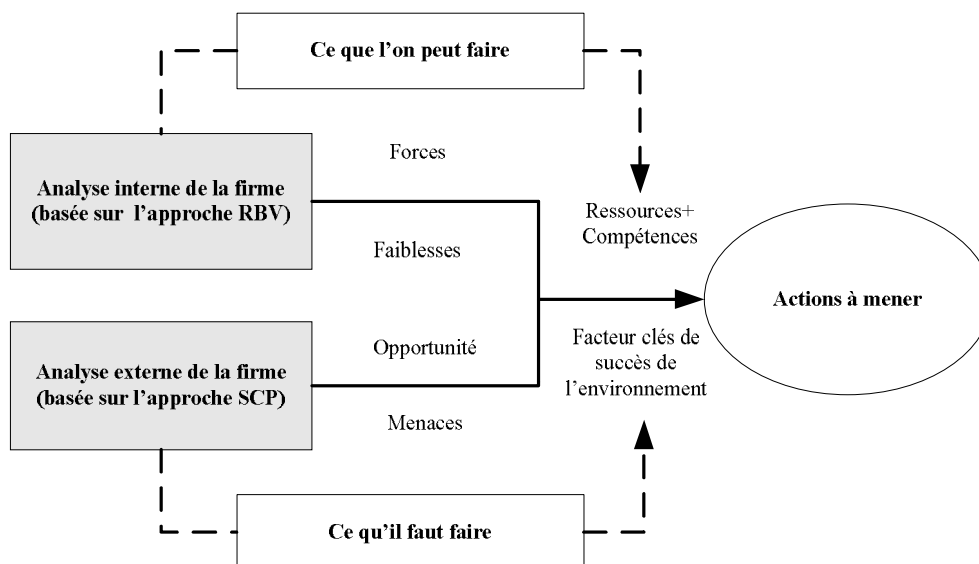 Ce que l’on peut faire
Forces
Analyse interne de la firme
(basée sur l’approche RBV)
Ressources+
Compétences
Faiblesses
Actions à mener
Opportunité
Facteur clés de
succès de
l’environnement
Analyse externe de la firme
(basée sur l’approche SCP)
Menaces
Ce qu’il faut faire